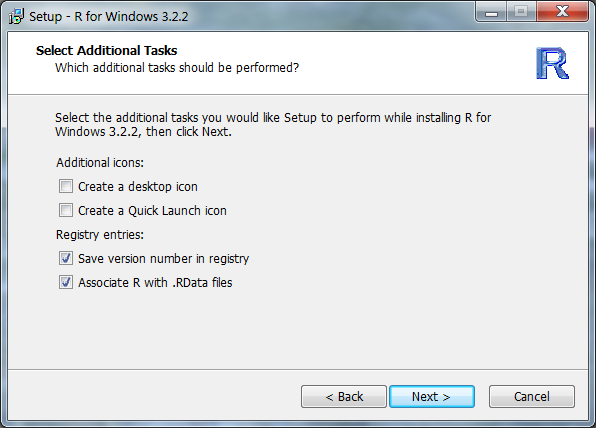 Setup - R for Windows 3.2.2
Select Additional Tasks
Which additional tasks should be performed?
R
Select the additional tasks you would like Setup to perform while installing R for
Windows 3.2.2, then click Next.
Additional icons:
Create a desktop icon
Create a Quick Launch icon
Registry entries:
Save version number in registry
Associate R with .RData files
< Back
Next >
Cancel